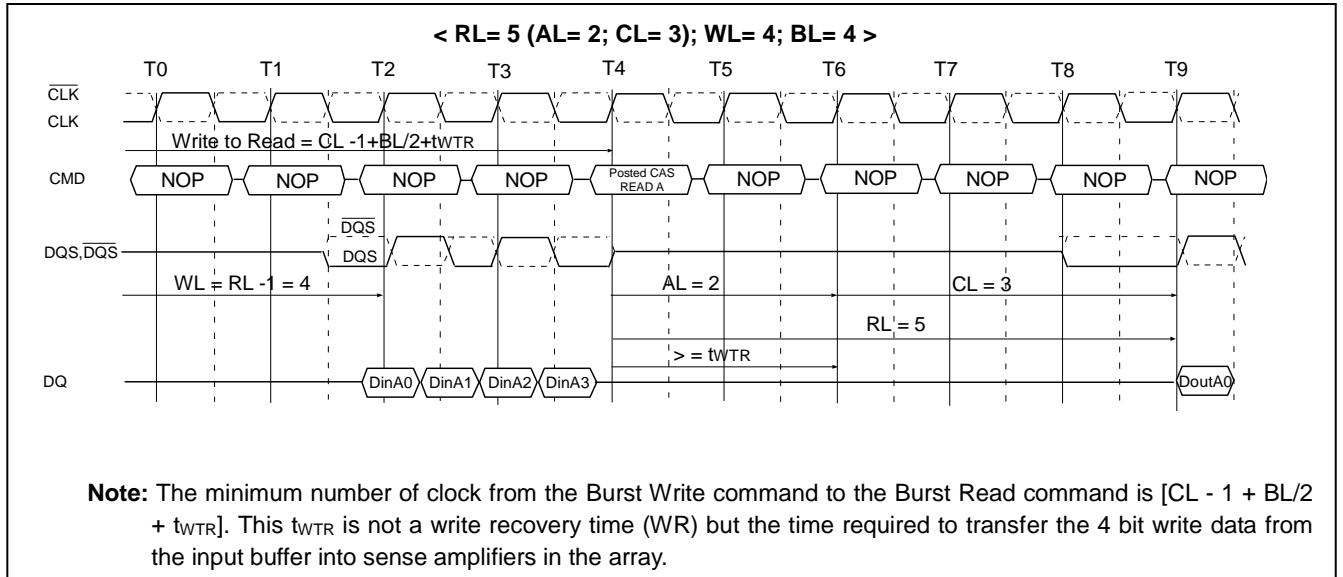 < RL= 5 (AL= 2; CL= 3); WL= 4; BL= 4 >
T0 T1 T2 T3 T4 T5 T6 T7 T8 T9
CLK
CLK
Write to Read = CL -1+BL/2+tWTR
CMD NOP NOP NOP NOP Posted CAS READ A NOP NOP NOP NOP NOP
DQS
DQS,DQS DQS
WL = RL -1 = 4 AL = 2 CL = 3
RL = 5
> = tWTR
DQ DinA0 DinA1 DinA2 DinA3 DoutA0
Note: The minimum number of clock from the Burst Write command to the Burst Read command is [CL - 1 + BL/2
+ tWTR]. This tWTR is not a write recovery time (WR) but the time required to transfer the 4 bit write data from
the input buffer into sense amplifiers in the array.